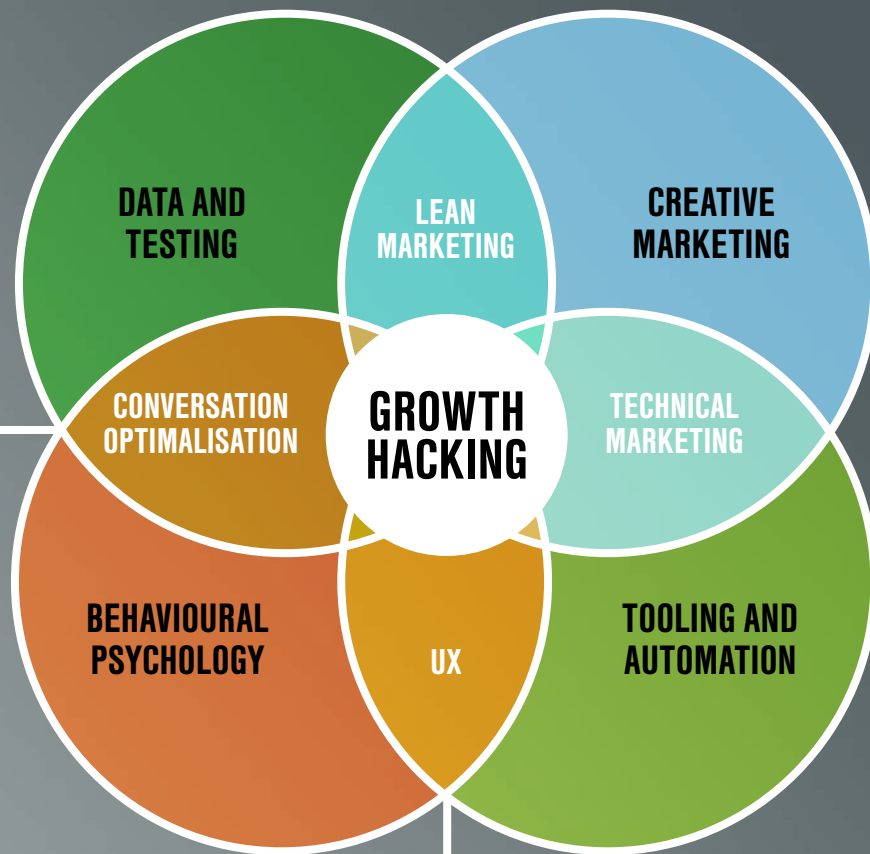 DATA AND
TESTING
LEAN
MARKETING
CREATIVE
MARKETING
CONVERSATION
OPTIMALISATION
GROWTH
HACKING
TECHNICAL
MARKETING
BEHAVIOURAL
PSYCHOLOGY
UX
TOOLING AND
AUTOMATION